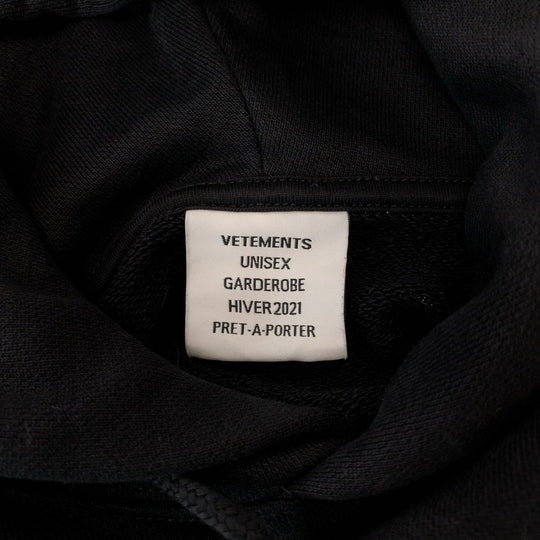 VETEMENTS
UNISEX
GARDEROBE
HIVER 2021
PRET-A-PORTER